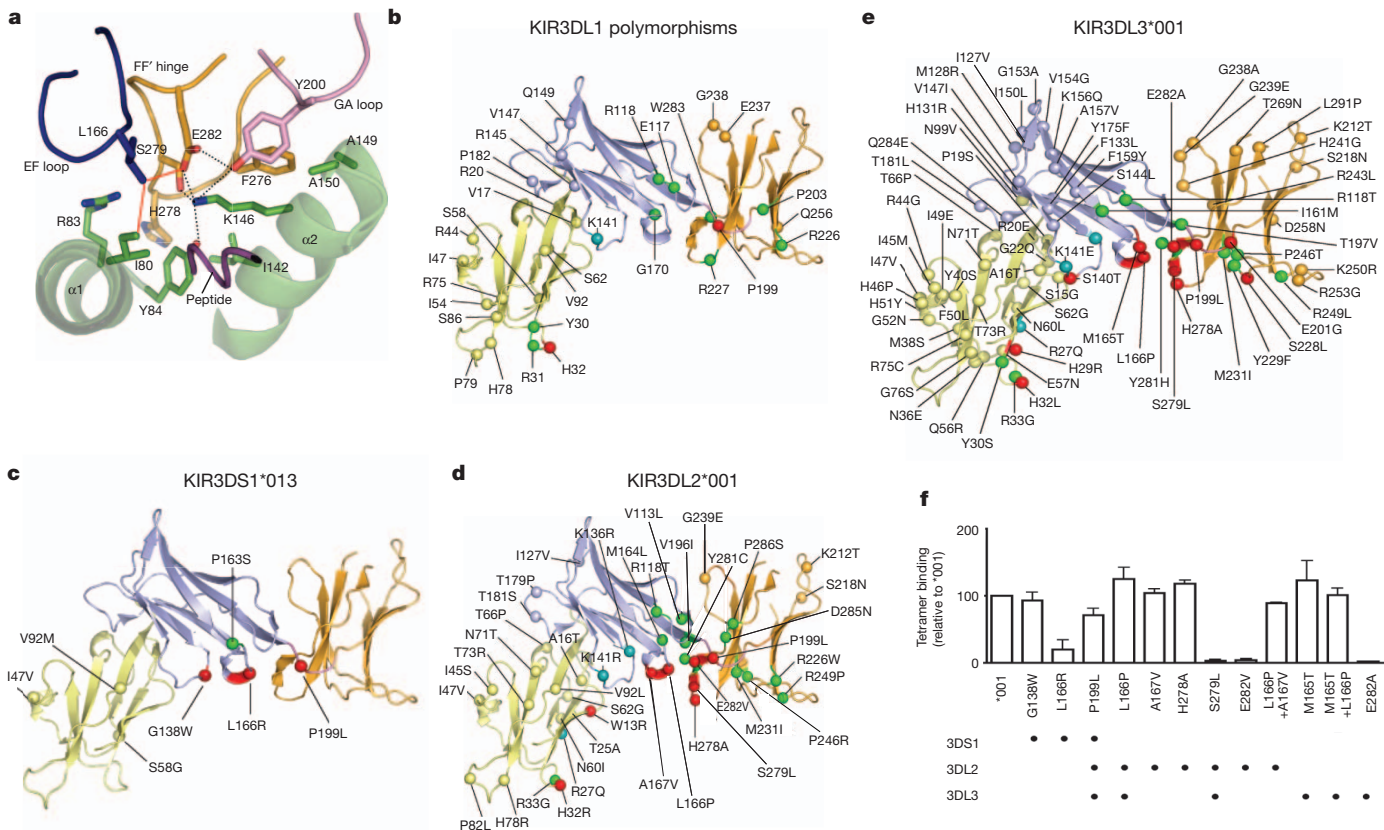 a
FF′ hinge
Y200
GA loop
L166
E282
S279
A149
EF loop
F276
A150
R83
H278
K146
α2
I80
I142
α1
Y84
Peptide
b
KIR3DL1 polymorphisms
Q149
G238
W283
E237
R118
V147
E117
R145
P182
R20
V17
P203
S58
K141
Q256
R44
R226
G170
I47
S62
R75
R227
P199
V92
I54
S86
Y30
P79
H78
R31
H32
e
KIR3DL3*001
I127V
G153A
M128R
V154G
G238A
I150L
V147I
K156Q
E282A
G239E
H131R
A157V
T269N
L291P
N99V
Y175F
K212T
Q284E
F133L
H241G
P19S
T181L
F159Y
S218N
T66P
S144L
R243L
R44G
R118T
I49E
R20E
I161M
N71T
G22Q
K141E
D258N
I45M
T197V
A16T
I47V
Y40S
S140T
P246T
S15G
H46P
K250R
P199L
S62G
H51Y
F50L
R253G
N60L
G52N
T73R
M165T
H278A
R249L
M38S
R27Q
L166P
E201G
R75C
H29R
S228L
E57N
Y281H
Y229F
G76S
H32L
M231I
N36E
R33G
S279L
Q56R
Y30S
c
KIR3DS1*013
P163S
V92M
I47V
G138W
L166R
P199L
S58G
d
KIR3DL2*001
V113L
G239E
K136R
V196I
P286S
M164L
Y281C
I127V
R118T
K212T
T179P
S218N
T181S
D285N
T66P
A16T
N71T
P199L
K141R
T73R
R226W
I45S
V92L
R249P
I47V
S62G
E282V
W13R
M231I
T25A
H278A
P246R
N60I
S279L
R27Q
A167V
R33G
L166P
H32R
P82L
H78R
f
Tetramer binding
(relative to *001)
200
100
0
*001
G138W
L166R
P199L
L166P
A167V
H278A
S279L
E282V
L166P
+A167V
M165T
M165T
+L166P
E282A
3DS1
3DL2
3DL3